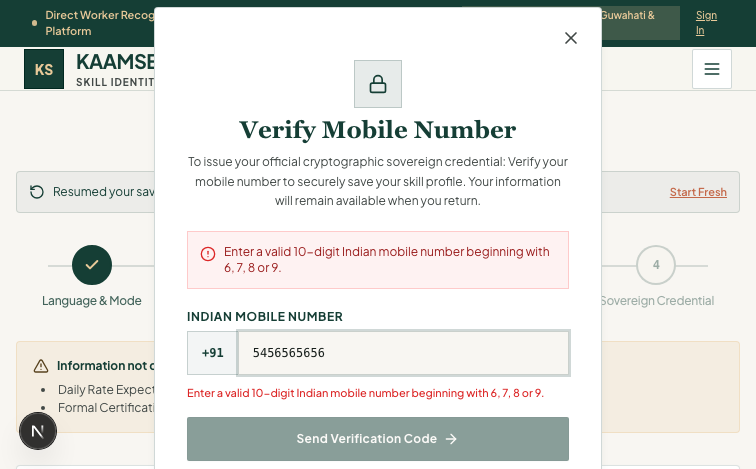 Direct Worker Recog
Platform
Guwahati &
Sign
In
KS
KAAMSE
SKILL IDENTIT
Verify Mobile Number
To issue your official cryptographic sovereign credential: Verify your
mobile number to securely save your skill profile. Your information
will remain available when you return.
Resumed your sav
Start Fresh
Enter a valid 10-digit Indian mobile number beginning with
6, 7, 8 or 9.
4
Language & Mode
Sovereign Credential
INDIAN MOBILE NUMBER
+91
5456565656
Enter a valid 10-digit Indian mobile number beginning with 6, 7, 8 or 9.
Information not c
Daily Rate Expect
Formal Certificati
N
Send Verification Code →